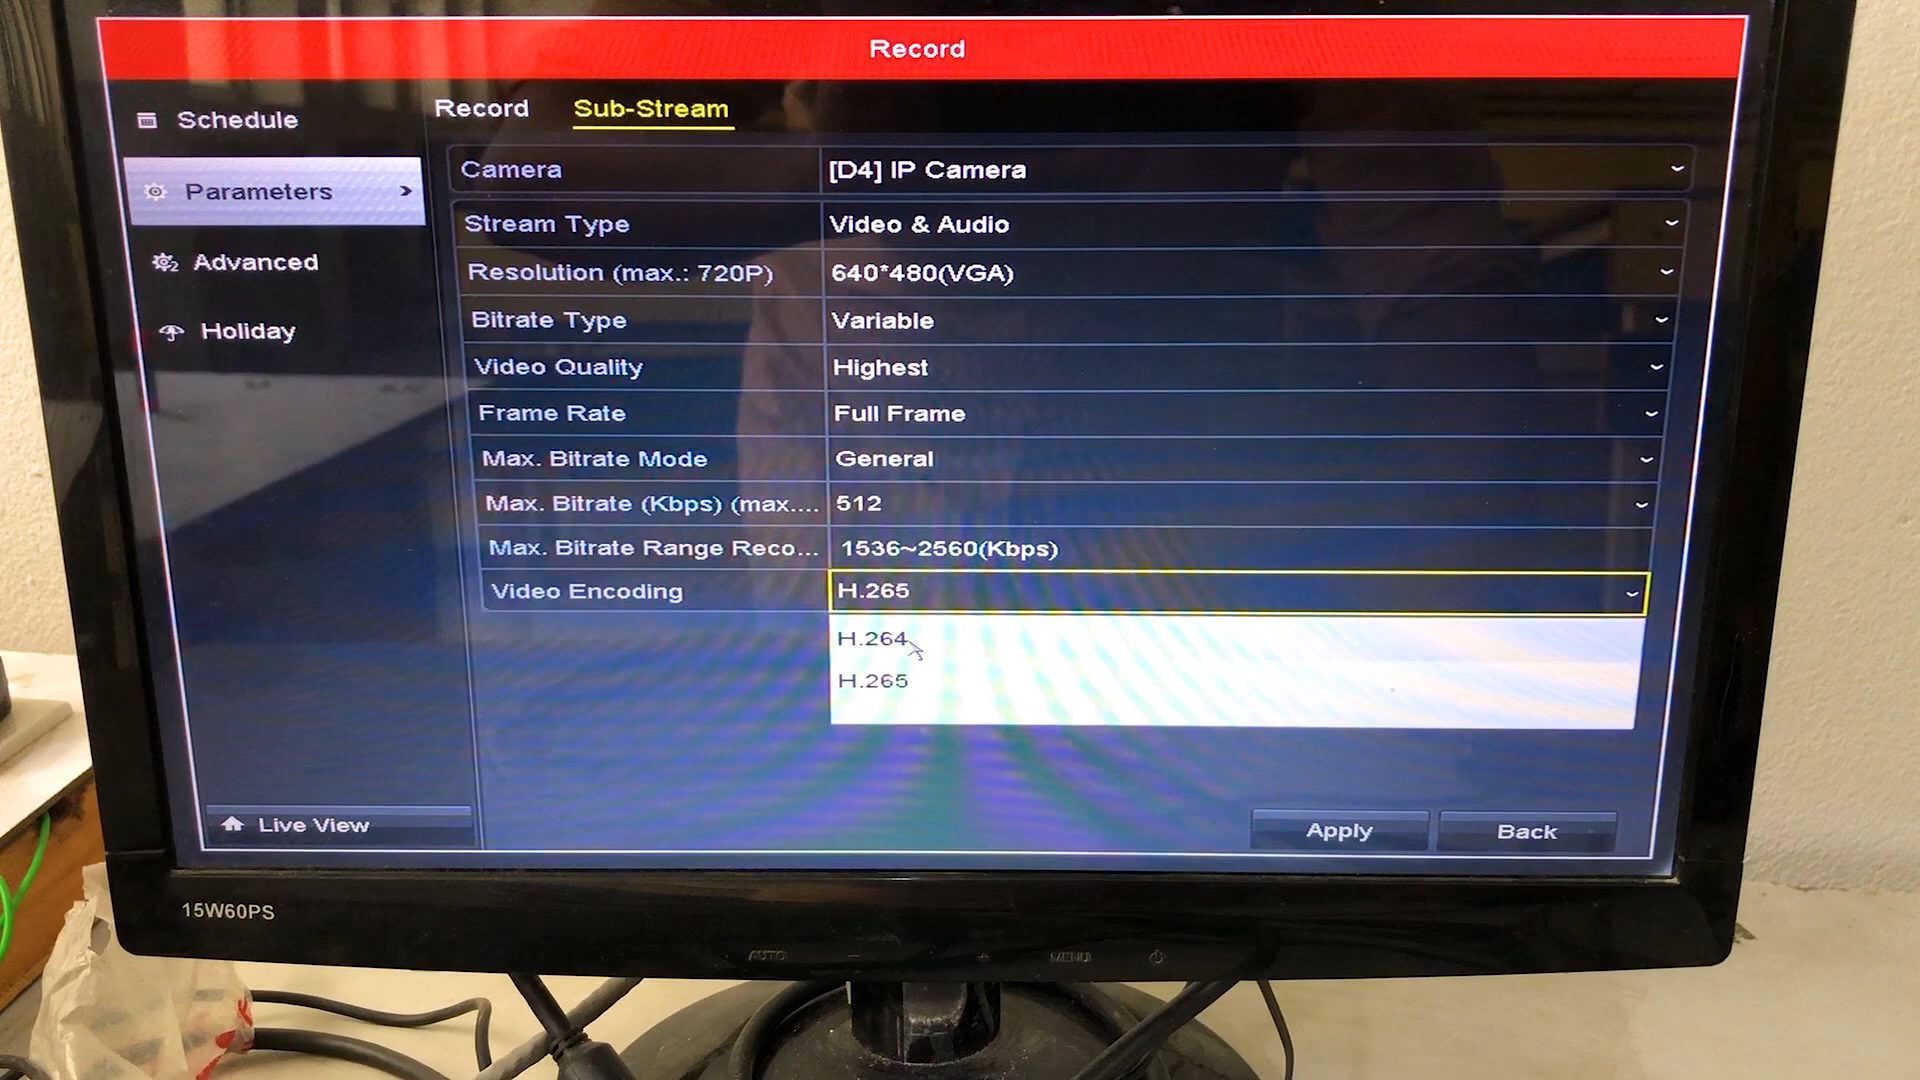 Record
Schedule
Parameters
Advanced
Holiday
Record Sub-Stream
Camera [D4] IP Camera
Stream Type Video & Audio
Resolution (max.: 720P) 640*480(VGA)
Bitrate Type Variable
Video Quality Highest
Frame Rate Full Frame
Max. Bitrate Mode General
Max. Bitrate (Kbps) (max.... 512
Max. Bitrate Range Reco... 1536~2560(Kbps)
Video Encoding H.265
H.264
H.265
Live View
Apply Back
15W60PS
AUTO MENU